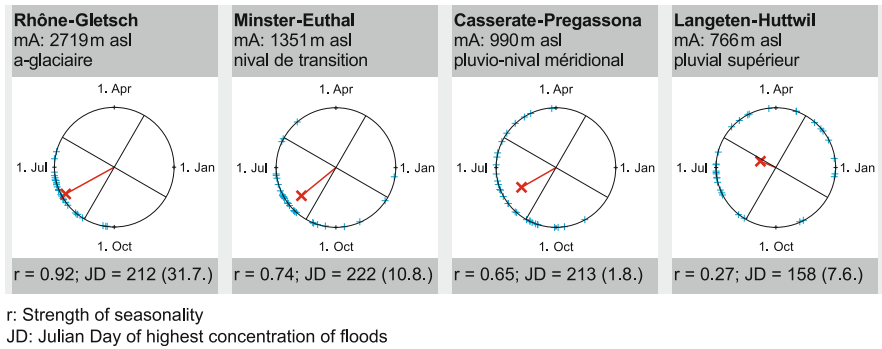 Rhône-Gletsch
mA: 2719 m asl
a-glaciaire
1. Apr
1. Jul
1. Oct
r = 0.92; JD = 212 (31.7.)
Minster-Euthal
mA: 1351 m asl
nival de transition
1. Apr
1. Jul
1. Jan
1. Oct
r = 0.74; JD = 222 (10.8.)
Casserate-Pregassona
mA: 990 m asl
pluvio-nival méridional
1. Apr
1. Jul
1. Jan
1. Oct
r = 0.65; JD = 213 (1.8.)
Langeten-Huttwil
mA: 766 m asl
pluvial supérieur
1. Apr
1. Jul
1. Jan
1. Oct
r = 0.27; JD = 158 (7.6.)
1. Jan
r: Strength of seasonality
JD: Julian Day of highest concentration of floods